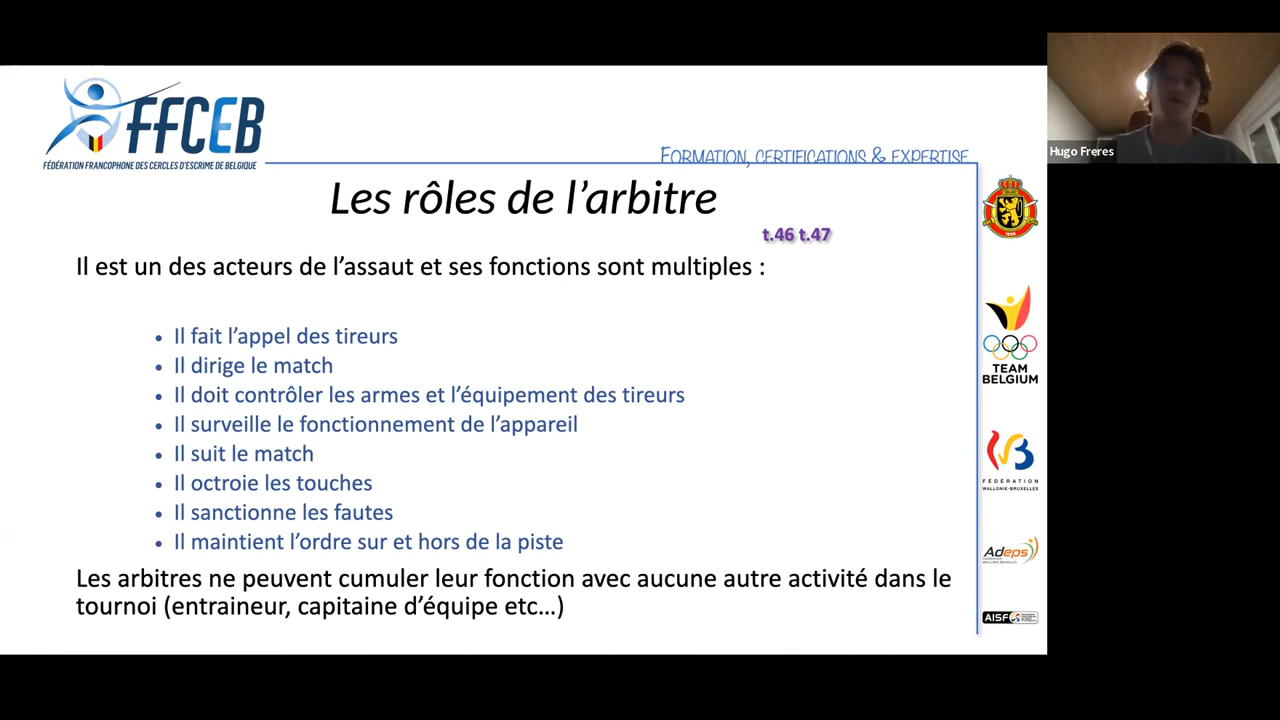 FFCEB
FÉDÉRATION FRANCOPHONE DES CERCLES D'ESCRIME DE BELGIQUE
FORMATION, CERTIFICATIONS & EXPERTISE
Hugo Freres
Les rôles de l'arbitre
t.46 t.47
Il est un des acteurs de l'assaut et ses fonctions sont multiples :
• Il fait l'appel des tireurs
• Il dirige le match
• Il doit contrôler les armes et l'équipement des tireurs
• Il surveille le fonctionnement de l'appareil
• Il suit le match
• Il octroie les touches
• Il sanctionne les fautes
• Il maintient l'ordre sur et hors de la piste
Les arbitres ne peuvent cumuler leur fonction avec aucune autre activité dans le
tournoi (entraineur, capitaine d'équipe etc…)
TEAM
BELGIUM
FÉDÉRATION
WALLONIE-BRUXELLES
Adeps
AISF